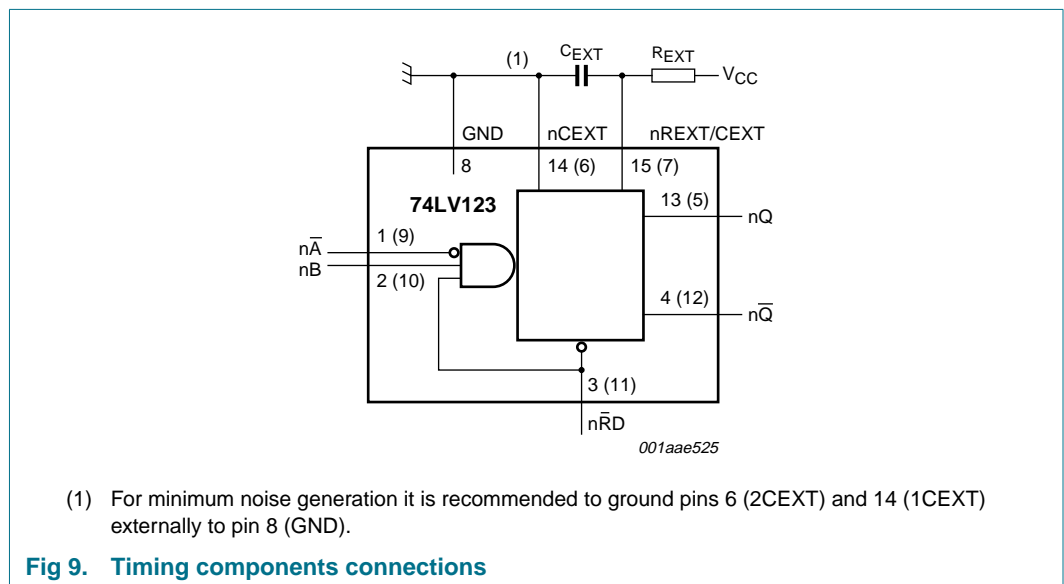 (1)
CEXT
REXT
VCC
GND
nCEXT
nREXT/CEXT
8
14 (6)
15 (7)
74LV123
13 (5)
nQ
1 (9)
nA̅
nB
2 (10)
4 (12)
nQ̅
3 (11)
nR̅D
001aae525
(1) For minimum noise generation it is recommended to ground pins 6 (2CEXT) and 14 (1CEXT)
externally to pin 8 (GND).
Fig 9. Timing components connections